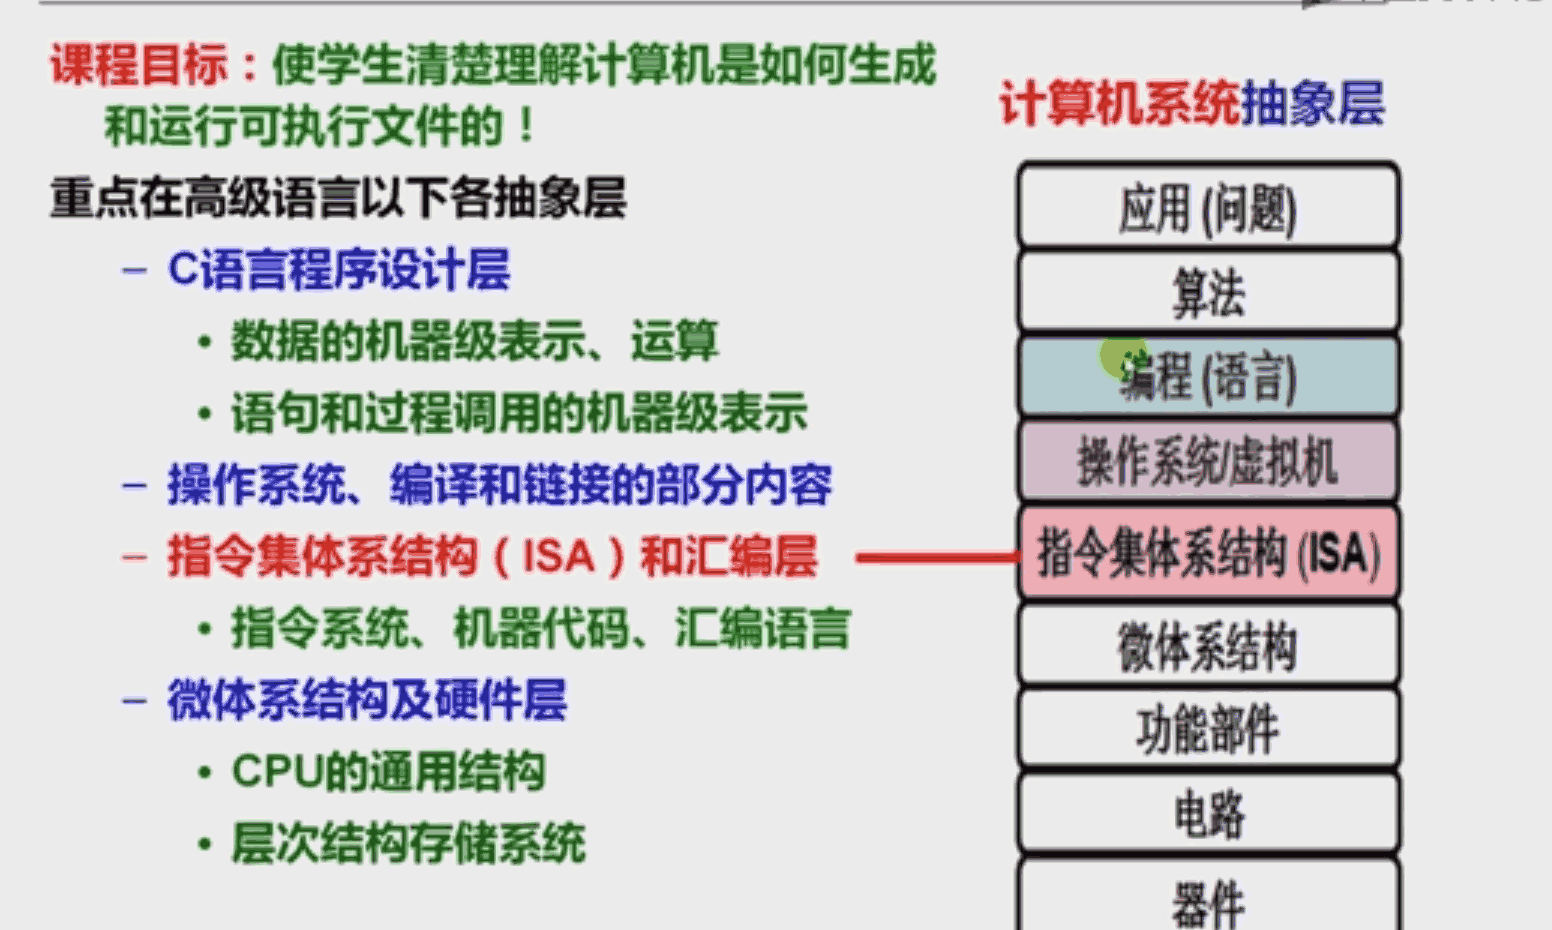 课程目标：使学生清楚理解计算机是如何生成
和运行可执行文件的！
重点在高级语言以下各抽象层
– C语言程序设计层
• 数据的机器级表示、运算
• 语句和过程调用的机器级表示
– 操作系统、编译和链接的部分内容
– 指令集体系结构（ISA）和汇编层
• 指令系统、机器代码、汇编语言
– 微体系结构及硬件层
• CPU的通用结构
• 层次结构存储系统
计算机系统抽象层
应用 (问题)
算法
编程 (语言)
操作系统/虚拟机
指令集体系结构 (ISA)
微体系结构
功能部件
电路
器件